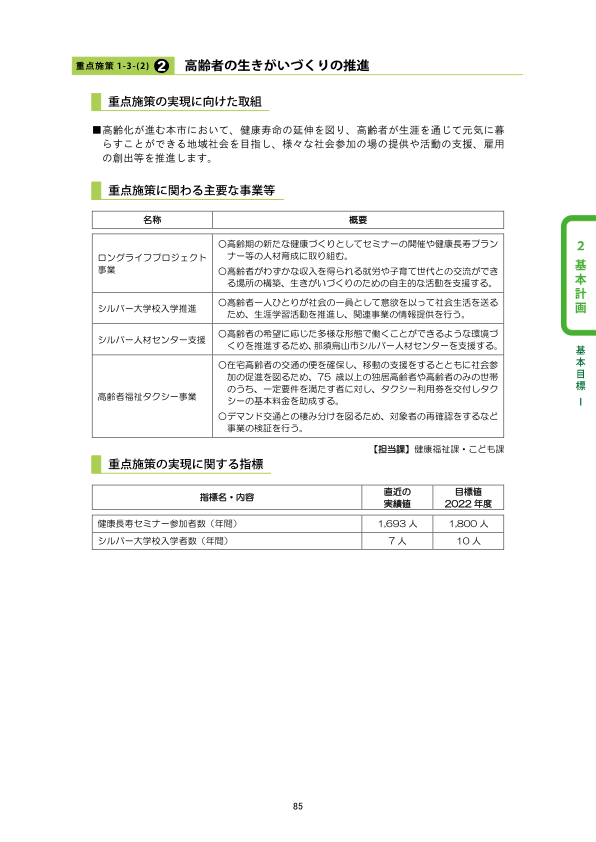 重点施策 1-3-(2) ❷ 高齢者の生きがいづくりの推進
重点施策の実現に向けた取組
■高齢化が進む本市において、健康寿命の延伸を図り、高齢者が生涯を通じて元気に暮
らすことができる地域社会を目指し、様々な社会参加の場の提供や活動の支援、雇用
の創出等を推進します。
重点施策に関わる主要な事業等
名称 概要
ロングライフプロジェクト
事業
〇高齢期の新たな健康づくりとしてセミナーの開催や健康長寿プラン
ナー等の人材育成に取り組む。
〇高齢者がわずかな収入を得られる就労や子育て世代との交流ができ
る場所の構築、生きがいづくりのための自主的な活動を支援する。
シルバー大学校入学推進
〇高齢者一人ひとりが社会の一員として意欲を以って社会生活を送る
ため、生涯学習活動を推進し、関連事業の情報提供を行う。
シルバー人材センター支援
〇高齢者の希望に応じた多様な形態で働くことができるような環境づ
くりを推進するため、那須烏山市シルバー人材センターを支援する。
高齢者福祉タクシー事業
〇在宅高齢者の交通の便を確保し、移動の支援をするとともに社会参
加の促進を図るため、75 歳以上の独居高齢者や高齢者のみの世帯
のうち、一定要件を満たす者に対し、タクシー利用券を交付しタク
シーの基本料金を助成する。
〇デマンド交通との棲み分けを図るため、対象者の再確認をするなど
事業の検証を行う。
【担当課】健康福祉課・こども課
重点施策の実現に関する指標
指標名・内容 直近の実績値 目標値2022 年度
健康長寿セミナー参加者数（年間） 1,693 人 1,800 人
シルバー大学校入学者数（年間） 7 人 10 人
2
基本計画
基本目標
Ⅰ
85